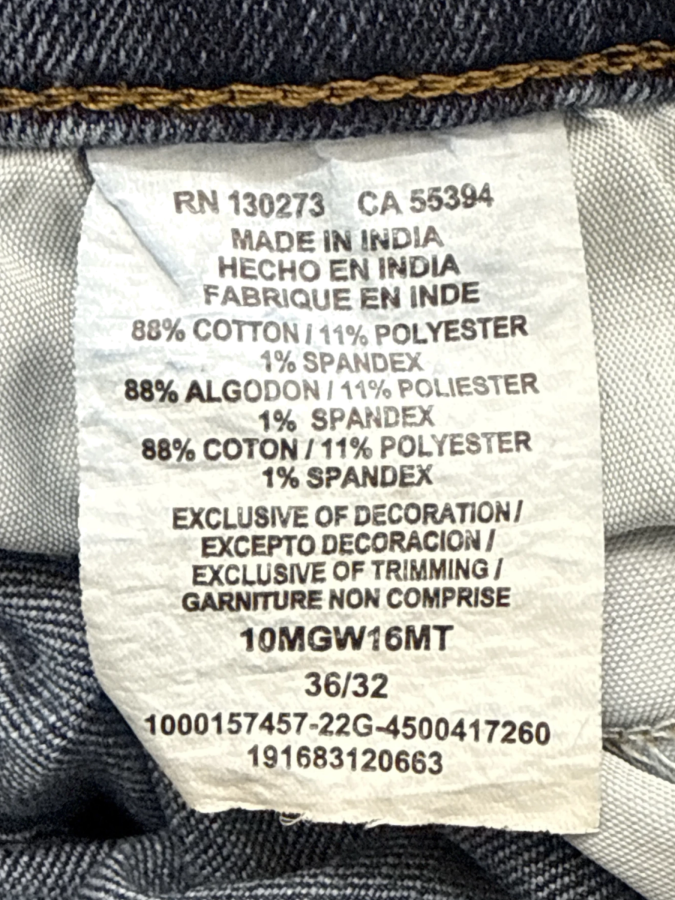 RN 130273 CA 55394
MADE IN INDIA
HECHO EN INDIA
FABRIQUE EN INDE
88% COTTON / 11% POLYESTER
1% SPANDEX
88% ALGODON / 11% POLIESTER
1% SPANDEX
88% COTON / 11% POLYESTER
1% SPANDEX
EXCLUSIVE OF DECORATION /
EXCEPTO DECORACION /
EXCLUSIVE OF TRIMMING /
GARNITURE NON COMPRISE
10MGW16MT
36/32
1000157457-22G-4500417260
191683120663